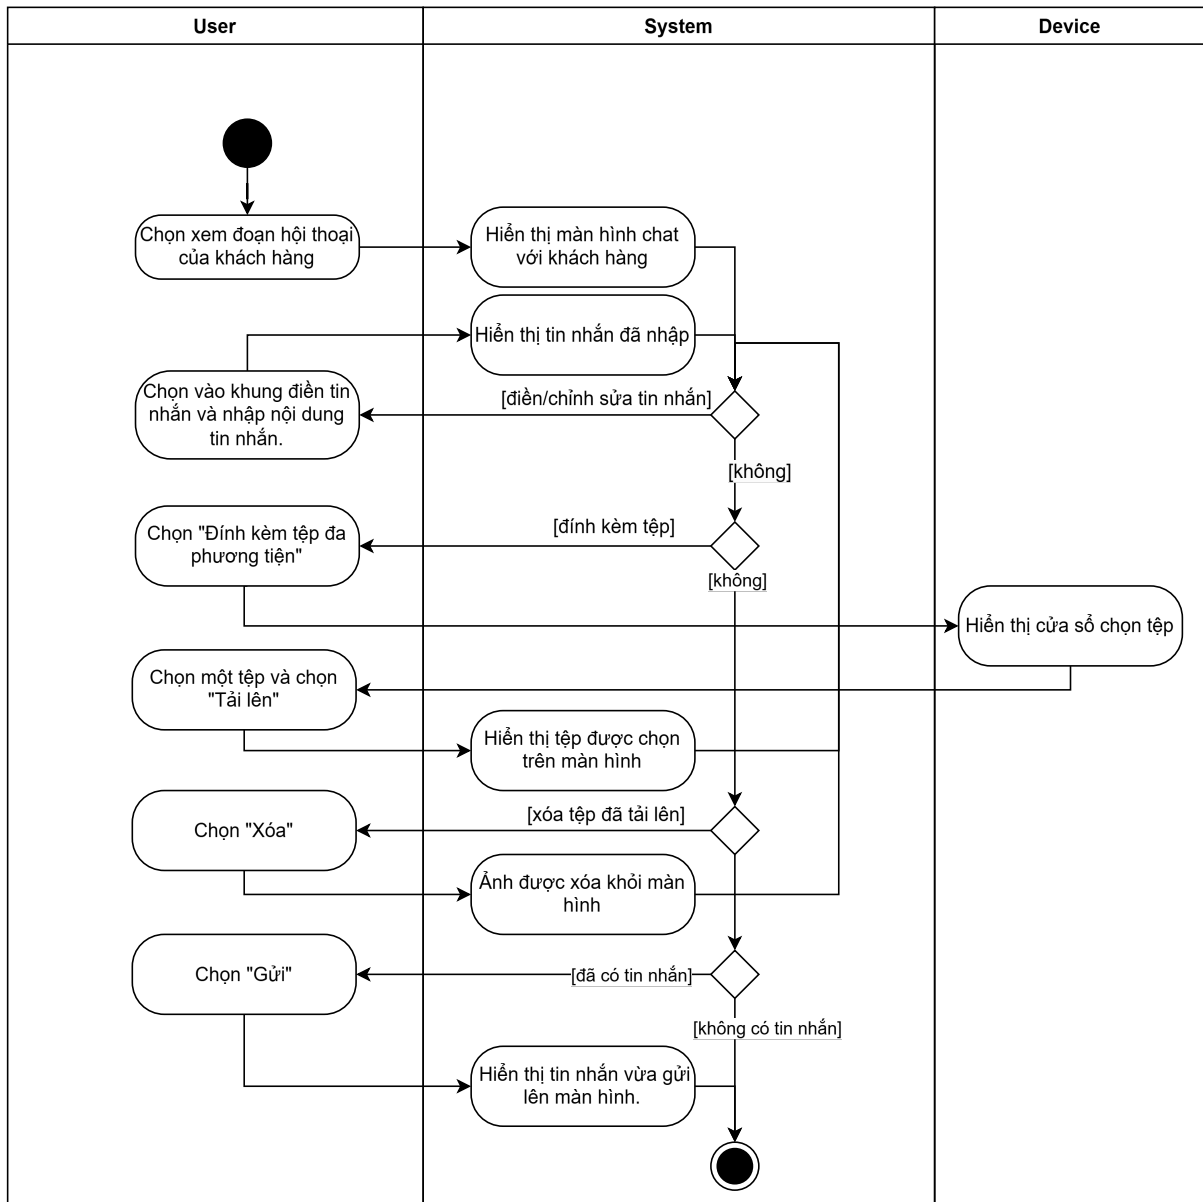 User
System
Device
Chọn xem đoạn hội thoại
của khách hàng
Hiển thị màn hình chat
với khách hàng
Hiển thị tin nhắn đã nhập
Chọn vào khung điền tin
nhắn và nhập nội dung
tin nhắn.
[điền/chỉnh sửa tin nhắn]
[không]
Chọn "Đính kèm tệp đa
phương tiện"
[đính kèm tệp]
[không]
Hiển thị cửa sổ chọn tệp
Chọn một tệp và chọn
"Tải lên"
Hiển thị tệp được chọn
trên màn hình
[xóa tệp đã tải lên]
Chọn "Xóa"
Ảnh được xóa khỏi màn
hình
Chọn "Gửi"
[đã có tin nhắn]
[không có tin nhắn]
Hiển thị tin nhắn vừa gửi
lên màn hình.